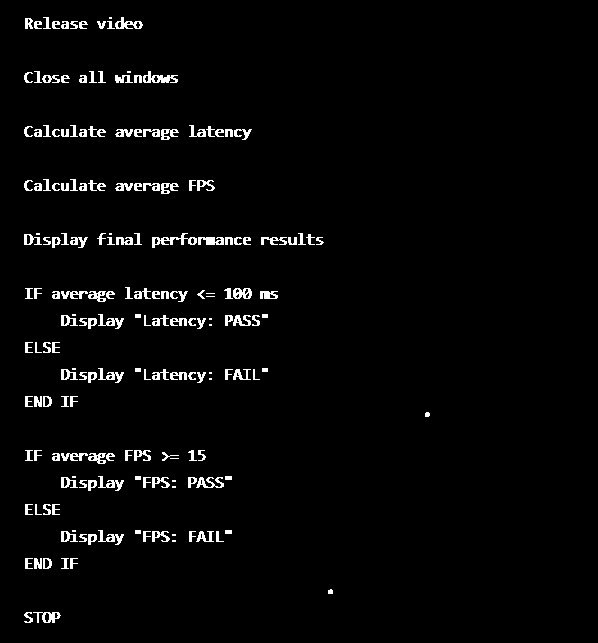 Release video
Close all windows
Calculate average latency
Calculate average FPS
Display final performance results
IF average latency <= 100 ms
    Display "Latency: PASS"
ELSE
    Display "Latency: FAIL"
END IF
IF average FPS >= 15
    Display "FPS: PASS"
ELSE
    Display "FPS: FAIL"
END IF
STOP